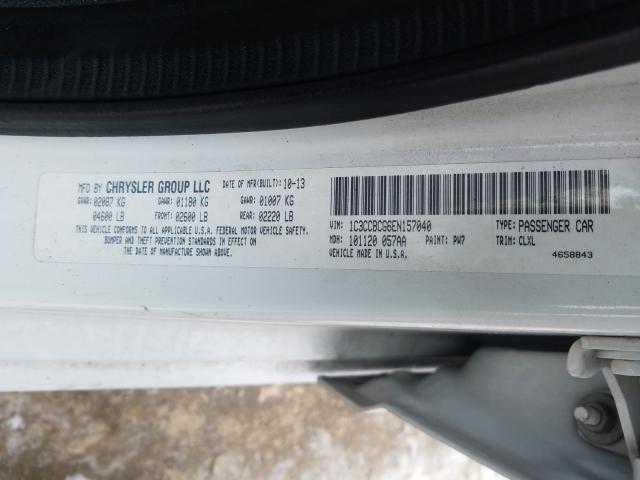 MFD BY CHRYSLER GROUP LLC DATE OF MFR(BUILT): 10-13
GVWR: 02087 KG GAWR: 01180 KG GAWR: 01007 KG
04600 LB FRONT: 02600 LB REAR: 02220 LB
THIS VEHICLE CONFORMS TO ALL
APPLICABLE U.S.A. FEDERAL MOTOR VEHICLE SAFETY,
BUMPER AND THEFT PREVENTION STANDARDS IN EFFECT ON
THE DATE OF MANUFACTURE SHOWN ABOVE.
VIN: 1C3CCBCG6EN157040 TYPE: PASSENGER CAR
MDH: 101120 057AA PAINT: PW7 TRIM: CLXL
VEHICLE MADE IN U.S.A.
4658843